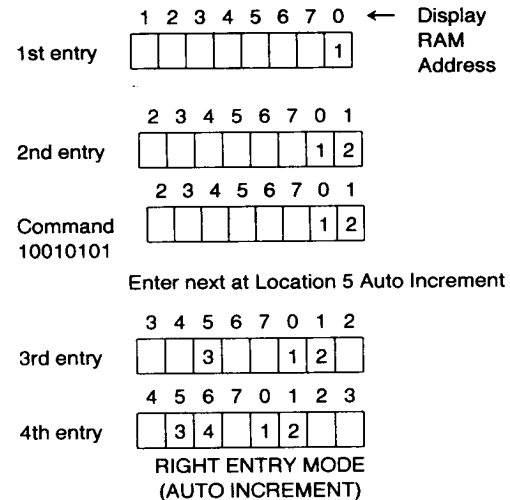 1 2 3 4 5 6 7 0 ← Display
RAM
Address
1st entry 1
2 3 4 5 6 7 0 1
2nd entry 1 2
2 3 4 5 6 7 0 1
Command 1 2
10010101
Enter next at Location 5 Auto Increment
3 4 5 6 7 0 1 2
3rd entry 3 1 2
4 5 6 7 0 1 2 3
4th entry 3 4 1 2
RIGHT ENTRY MODE
(AUTO INCREMENT)